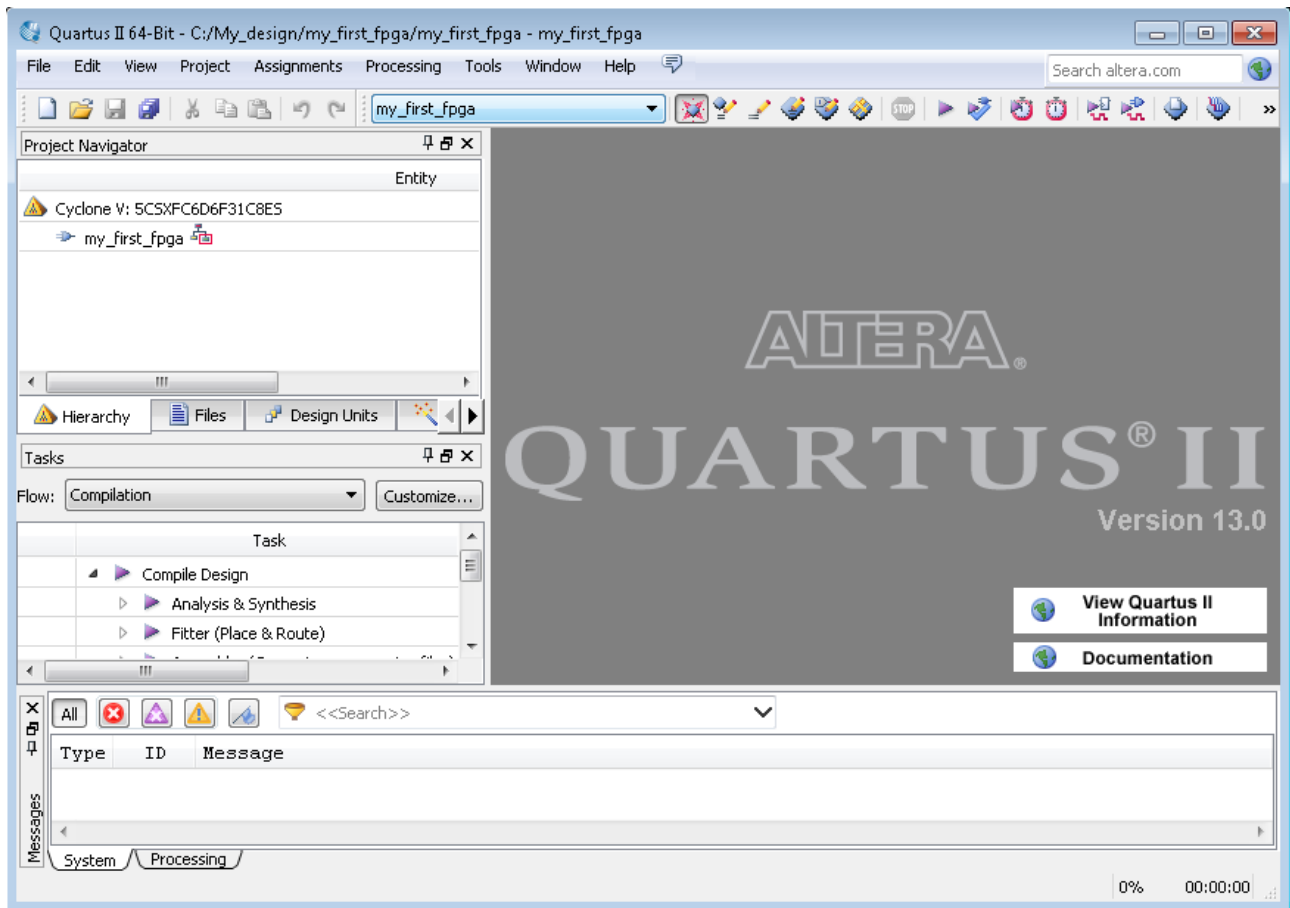 Quartus II 64-Bit - C:/My_design/my_first_fpga/my_first_fpga - my_first_fpga
File Edit View Project Assignments Processing Tools Window Help Search altera.com
my_first_fpga STOP »
Project Navigator
Entity
Cyclone V: 5CSXFC6D6F31C8ES
my_first_fpga
Hierarchy Files Design Units
Tasks
Flow: Compilation Customize...
Task
Compile Design
Analysis & Synthesis
Fitter (Place & Route)
ALTERA®
QUARTUS® II
Version 13.0
View Quartus II
Information
Documentation
All <<Search>>
Type ID Message
Messages
System Processing
0% 00:00:00